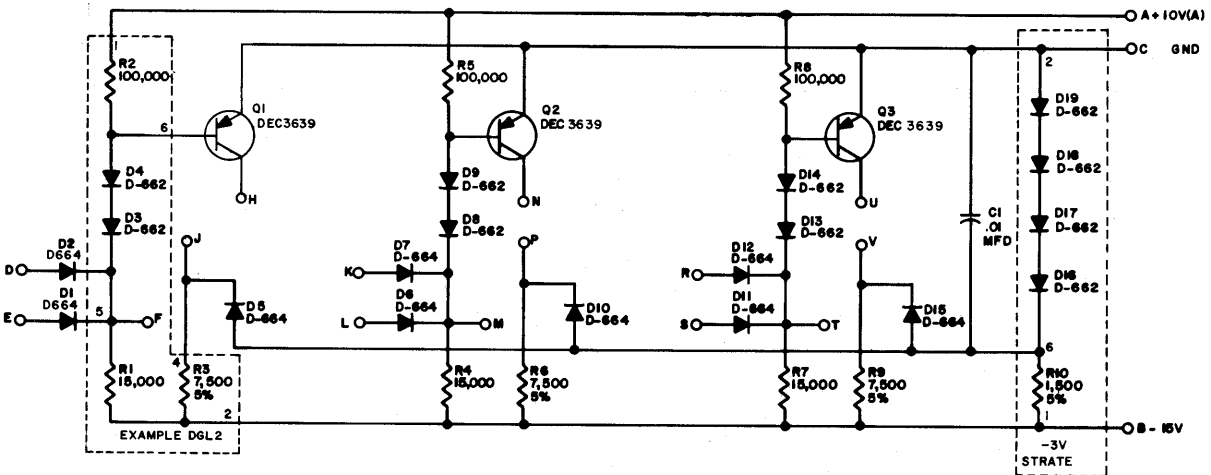 A+10V(A)
C GND
R2
100,000
R5
100,000
R8
100,000
2
Q1
DEC3639
Q2
DEC 3639
Q3
DEC 3639
D19
D-662
6
D4
D-662
D9
D-662
D14
D-662
D18
D-662
H
N
U
D3
D-662
D8
D-662
D13
D-662
C1
.01
MFD
D17
D-662
J
P
V
D2
D664
D
D7
D-664
K
D12
D-664
R
D16
D-662
D1
D664
E
5
F
D5
D-664
D6
D-664
L
M
D10
D-664
D11
D-664
S
T
D15
D-664
6
R1
15,000
4
R3
7,500
5%
R4
15,000
R6
7,500
5%
R7
15,000
R9
7,500
5%
R10
1,500
5%
2
1
B-15V
EXAMPLE DGL2
-3V
STRATE